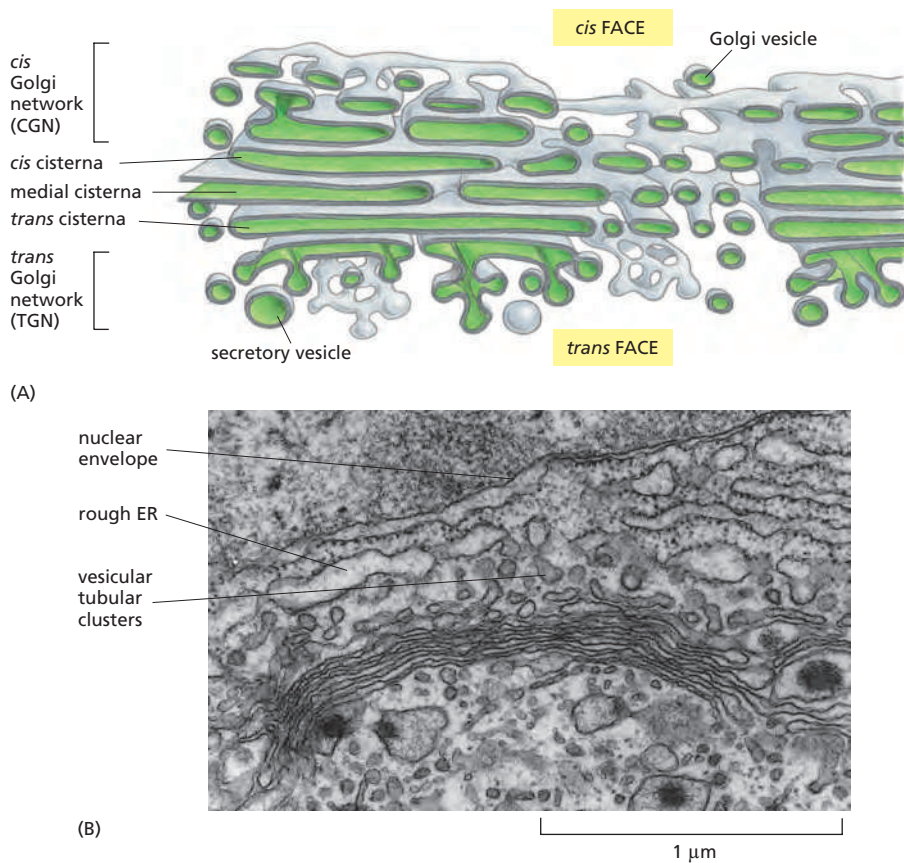 cis FACE
Golgi vesicle
cis
Golgi
network
(CGN)
cis cisterna
medial cisterna
trans cisterna
trans
Golgi
network
(TGN)
secretory vesicle
trans FACE
(A)
nuclear
envelope
rough ER
vesicular
tubular
clusters
(B)
1 μm